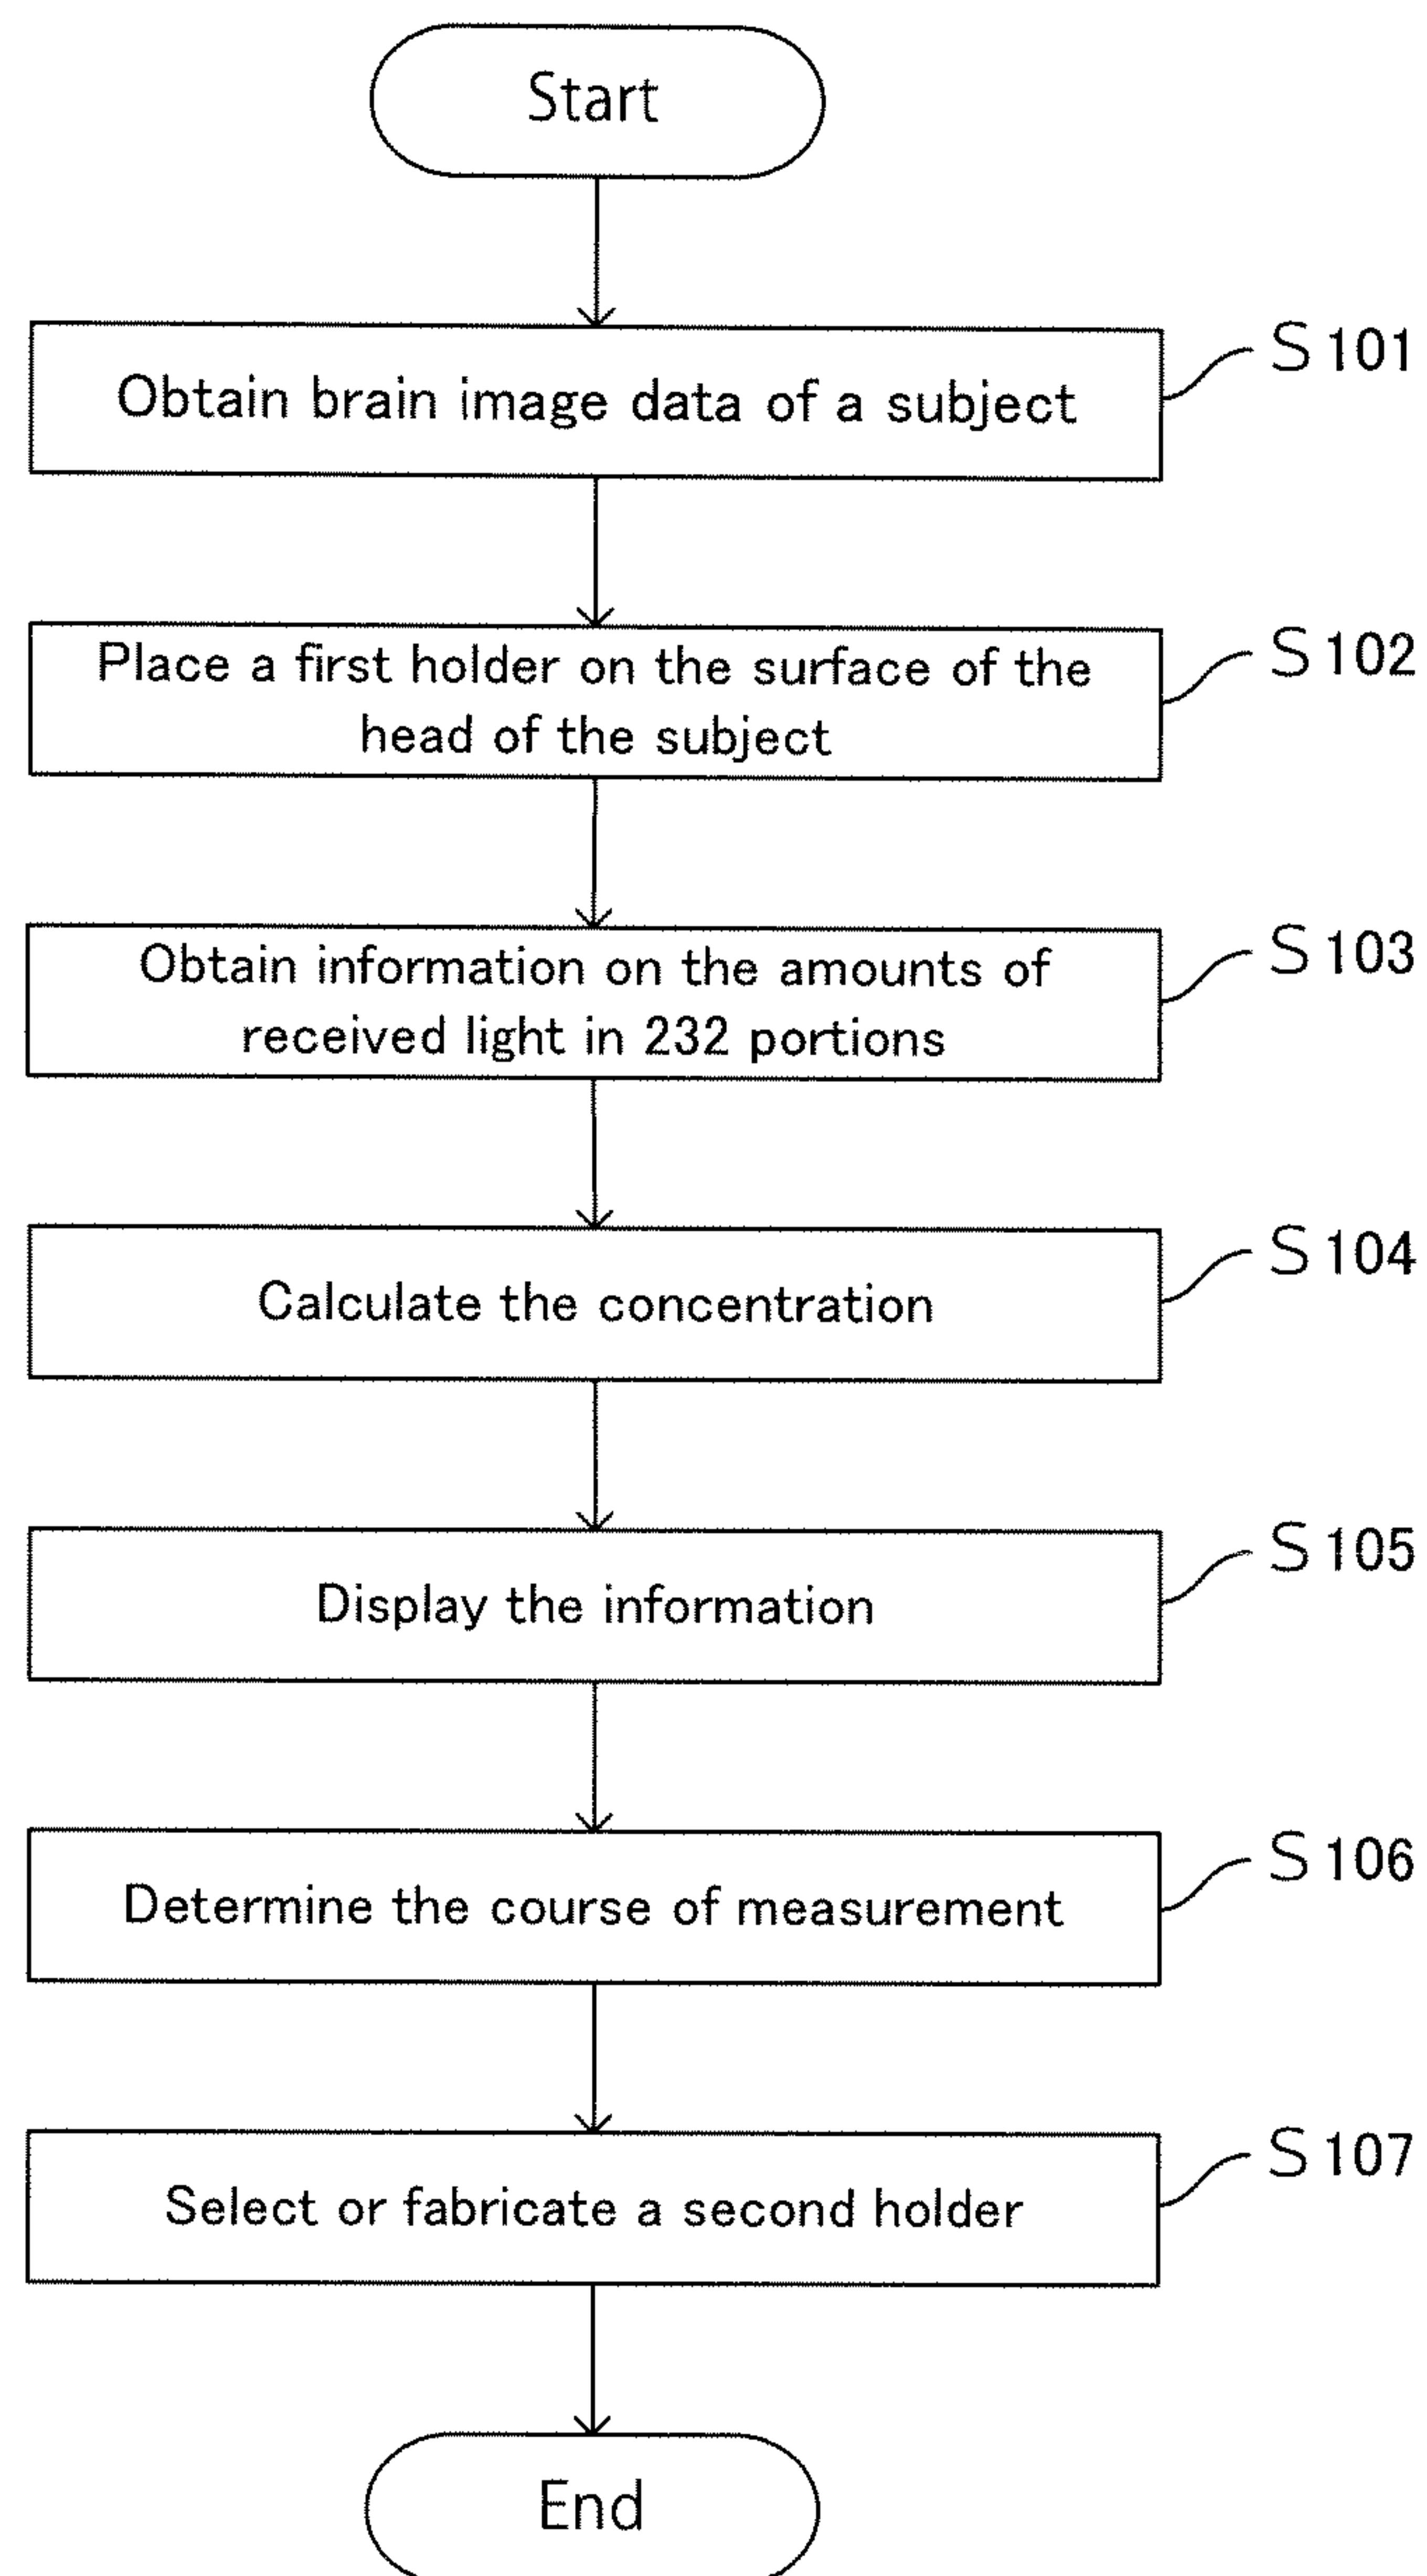 Start
Obtain brain image data of a subject
S101
Place a first holder on the surface of the
head of the subject
S102
Obtain information on the amounts of
received light in 232 portions
S103
Calculate the concentration
S104
Display the information
S105
Determine the course of measurement
S106
Select or fabricate a second holder
S107
End